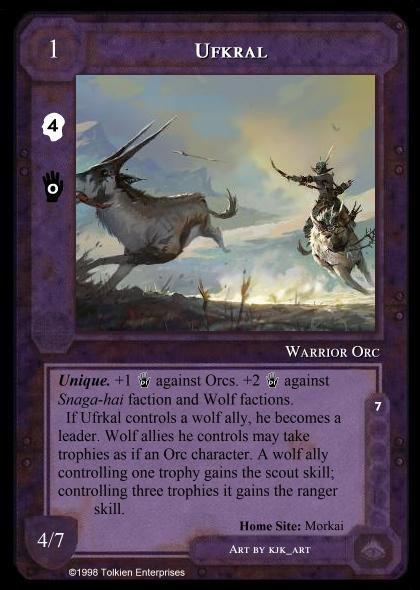 1
UFKRAL
4
0
WARRIOR ORC
Unique. +1 against Orcs. +2 against
Snaga-hai faction and Wolf factions.
7
If Ufrkal controls a wolf ally, he becomes a
leader. Wolf allies he controls may take
trophies as if an Orc character. A wolf ally
controlling one trophy gains the scout skill;
controlling three trophies it gains the ranger
skill.
Home Site: Morkai
4/7
ART BY KJK_ART
©1998 Tolkien Enterprises